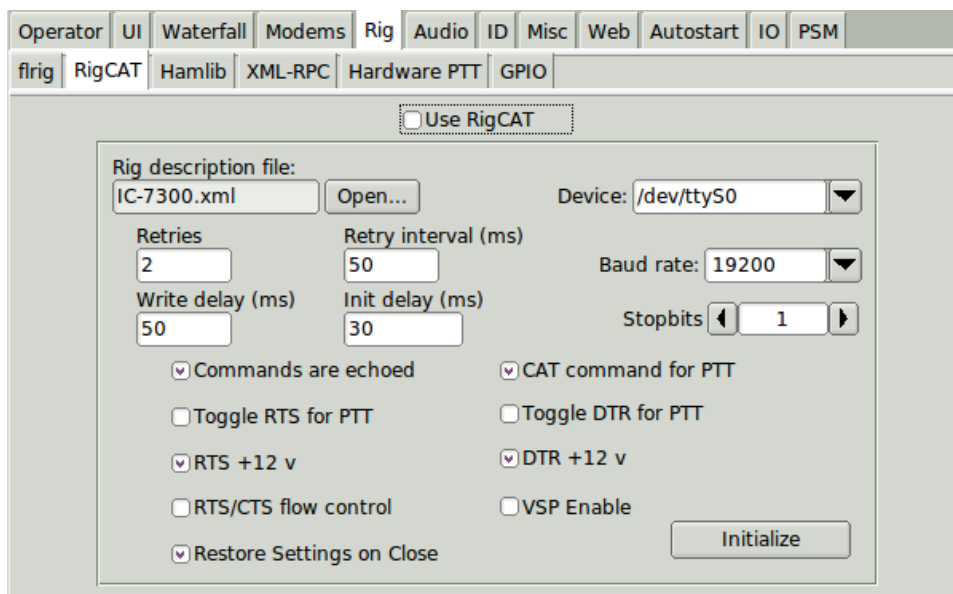 Operator UI Waterfall Modems Rig Audio ID Misc Web Autostart IO PSM
flrig RigCAT Hamlib XML-RPC Hardware PTT GPIO
Use RigCAT
Rig description file:
IC-7300.xml Open... Device: /dev/ttyS0
Retries Retry interval (ms)
2 50 Baud rate: 19200
Write delay (ms) Init delay (ms)
50 30 Stopbits 1
Commands are echoed CAT command for PTT
Toggle RTS for PTT Toggle DTR for PTT
RTS +12 v DTR +12 v
RTS/CTS flow control VSP Enable
Restore Settings on Close Initialize